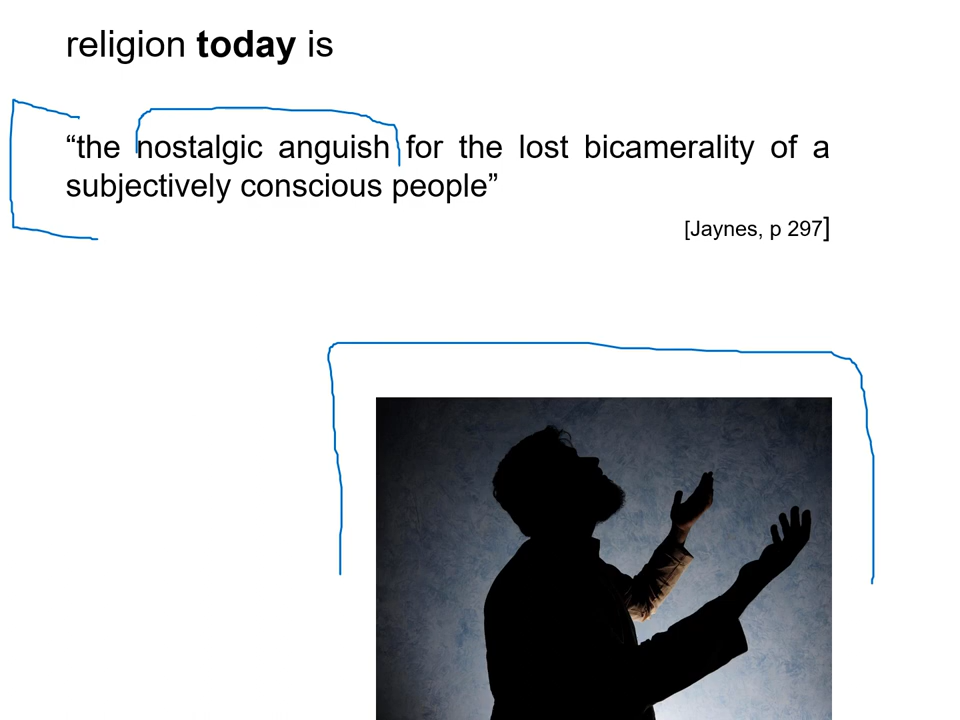 religion today is
“the nostalgic anguish for the lost bicamerality of a
subjectively conscious people”
[Jaynes, p 297]